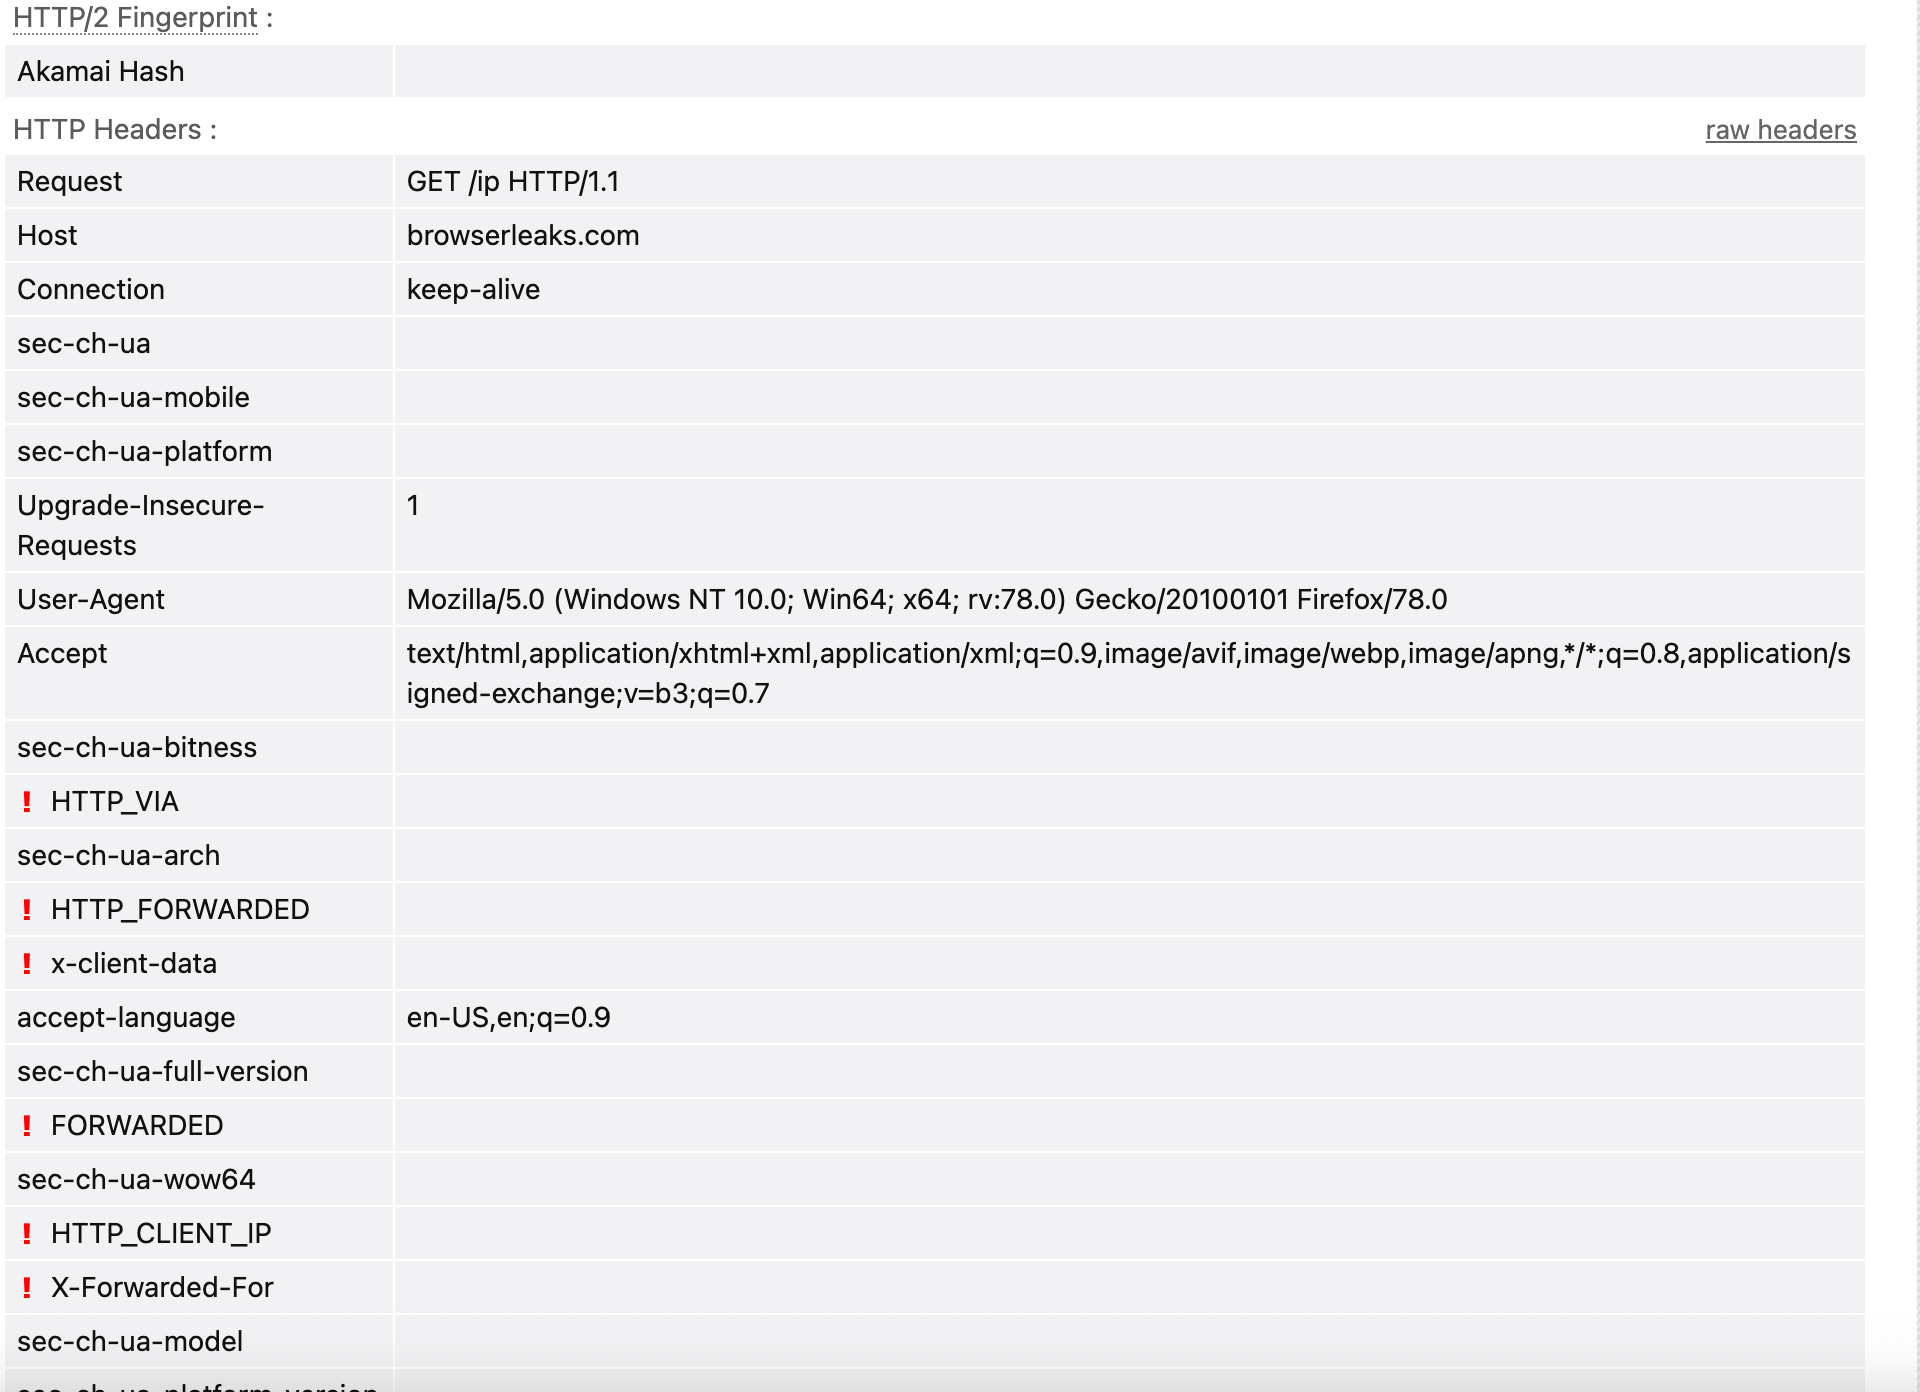 HTTP/2 Fingerprint :
Akamai Hash
HTTP Headers :
raw headers
Request
GET /ip HTTP/1.1
Host
browserleaks.com
Connection
keep-alive
sec-ch-ua
sec-ch-ua-mobile
sec-ch-ua-platform
Upgrade-Insecure-
Requests
1
User-Agent
Mozilla/5.0 (Windows NT 10.0; Win64; x64; rv:78.0) Gecko/20100101 Firefox/78.0
Accept
text/html,application/xhtml+xml,application/xml;q=0.9,image/avif,image/webp,image/apng,*/*;q=0.8,application/s
igned-exchange;v=b3;q=0.7
sec-ch-ua-bitness
! HTTP_VIA
sec-ch-ua-arch
! HTTP_FORWARDED
! x-client-data
accept-language
en-US,en;q=0.9
sec-ch-ua-full-version
! FORWARDED
sec-ch-ua-wow64
! HTTP_CLIENT_IP
! X-Forwarded-For
sec-ch-ua-model
sec-ch-ua-platform-version